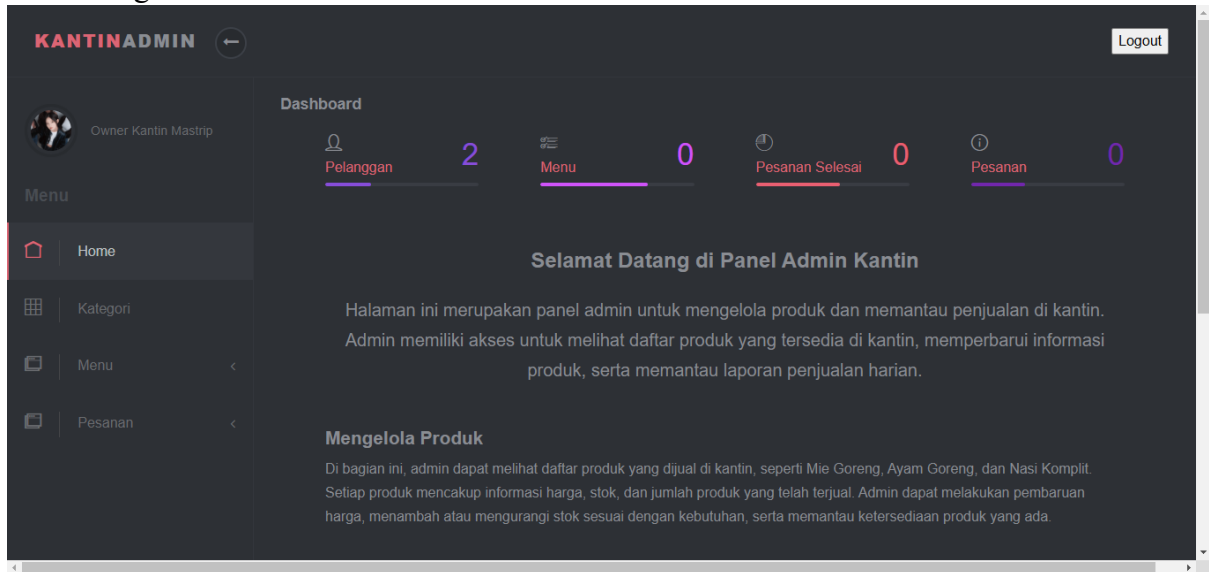 KANTINADMIN
Logout
Owner Kantin Mastrip
Menu
Home
Kategori
Menu
Pesanan
Dashboard
Pelanggan 2
Menu 0
Pesanan Selesai 0
Pesanan 0
Selamat Datang di Panel Admin Kantin
Halaman ini merupakan panel admin untuk mengelola produk dan memantau penjualan di kantin.
Admin memiliki akses untuk melihat daftar produk yang tersedia di kantin, memperbarui informasi
produk, serta memantau laporan penjualan harian.
Mengelola Produk
Di bagian ini, admin dapat melihat daftar produk yang dijual di kantin, seperti Mie Goreng, Ayam Goreng, dan Nasi Komplit.
Setiap produk mencakup informasi harga, stok, dan jumlah produk yang telah terjual. Admin dapat melakukan pembaruan
harga, menambah atau mengurangi stok sesuai dengan kebutuhan, serta memantau ketersediaan produk yang ada.